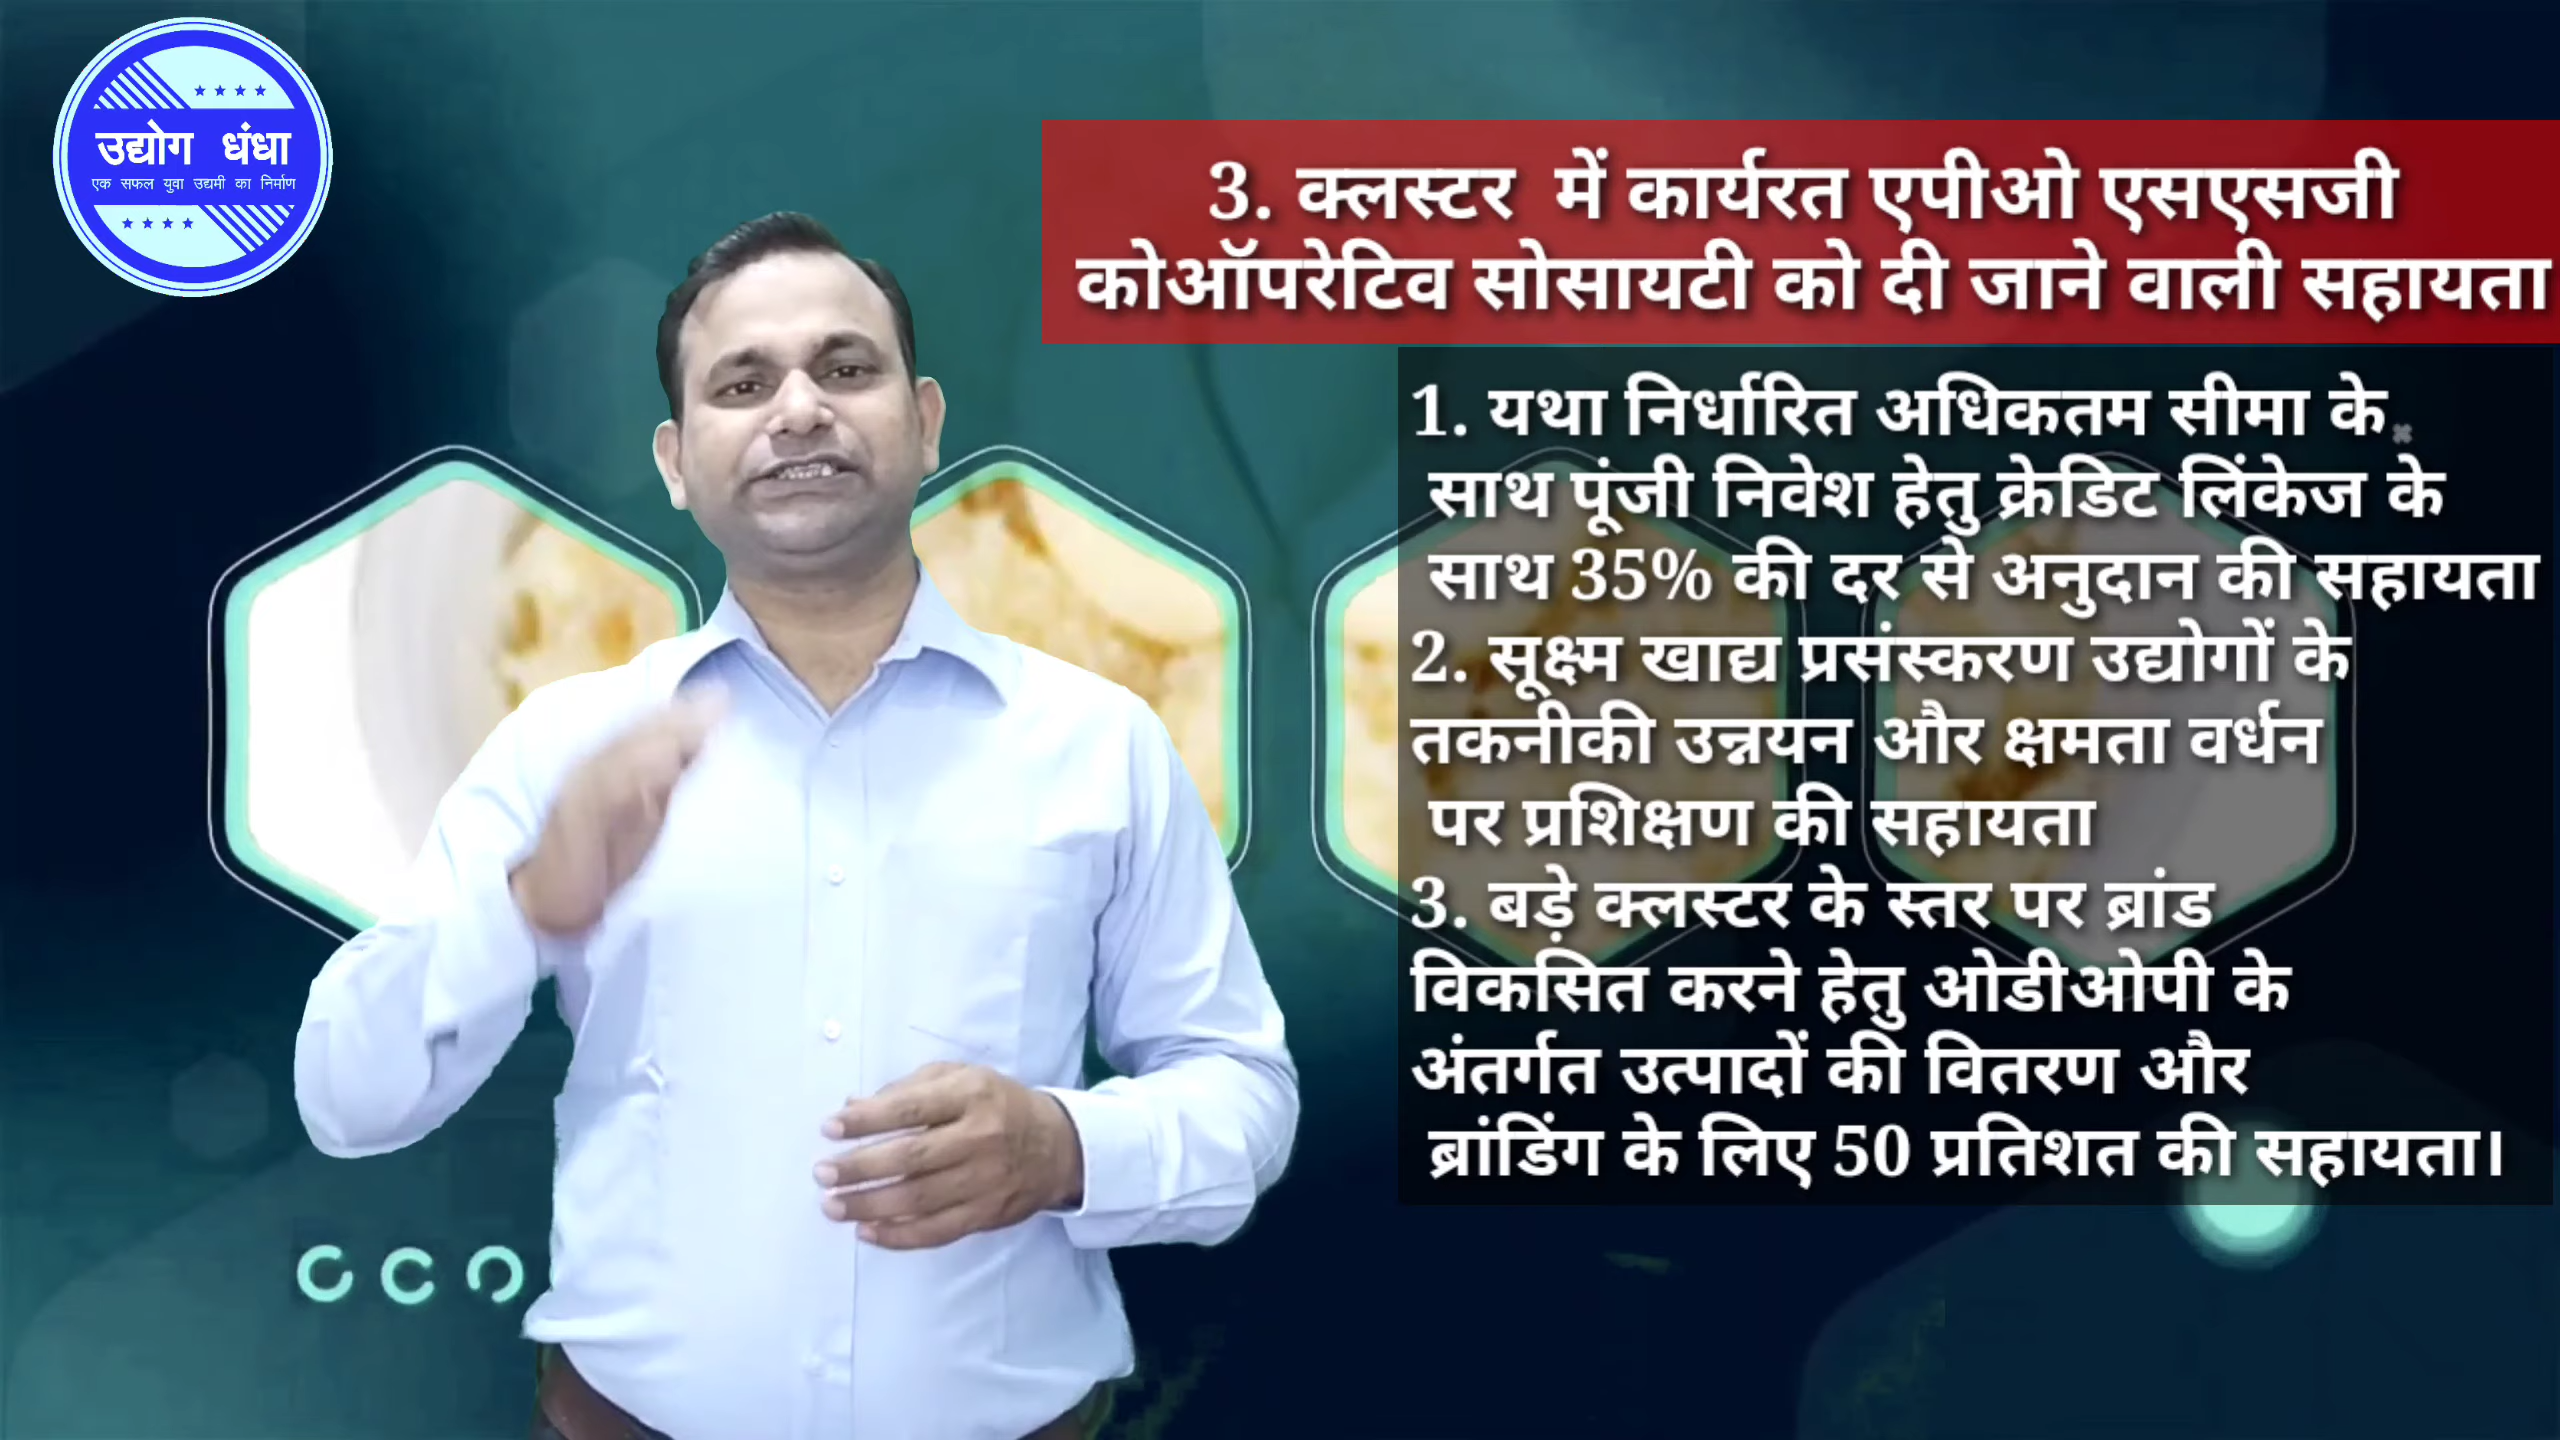 उद्योग धंधा
एक सफल युवा उद्यमी का निर्माण
3. क्लस्टर में कार्यरत एपीओ एसएसजी
कोऑपरेटिव सोसायटी को दी जाने वाली सहायता
1. यथा निर्धारित अधिकतम सीमा के
साथ पूंजी निवेश हेतु क्रेडिट लिंकेज के
साथ 35% की दर से अनुदान की सहायता
2. सूक्ष्म खाद्य प्रसंस्करण उद्योगों के
तकनीकी उन्नयन और क्षमता वर्धन
पर प्रशिक्षण की सहायता
3. बड़े क्लस्टर के स्तर पर ब्रांड
विकसित करने हेतु ओडीओपी के
अंतर्गत उत्पादों की वितरण और
ब्रांडिंग के लिए 50 प्रतिशत की सहायता।